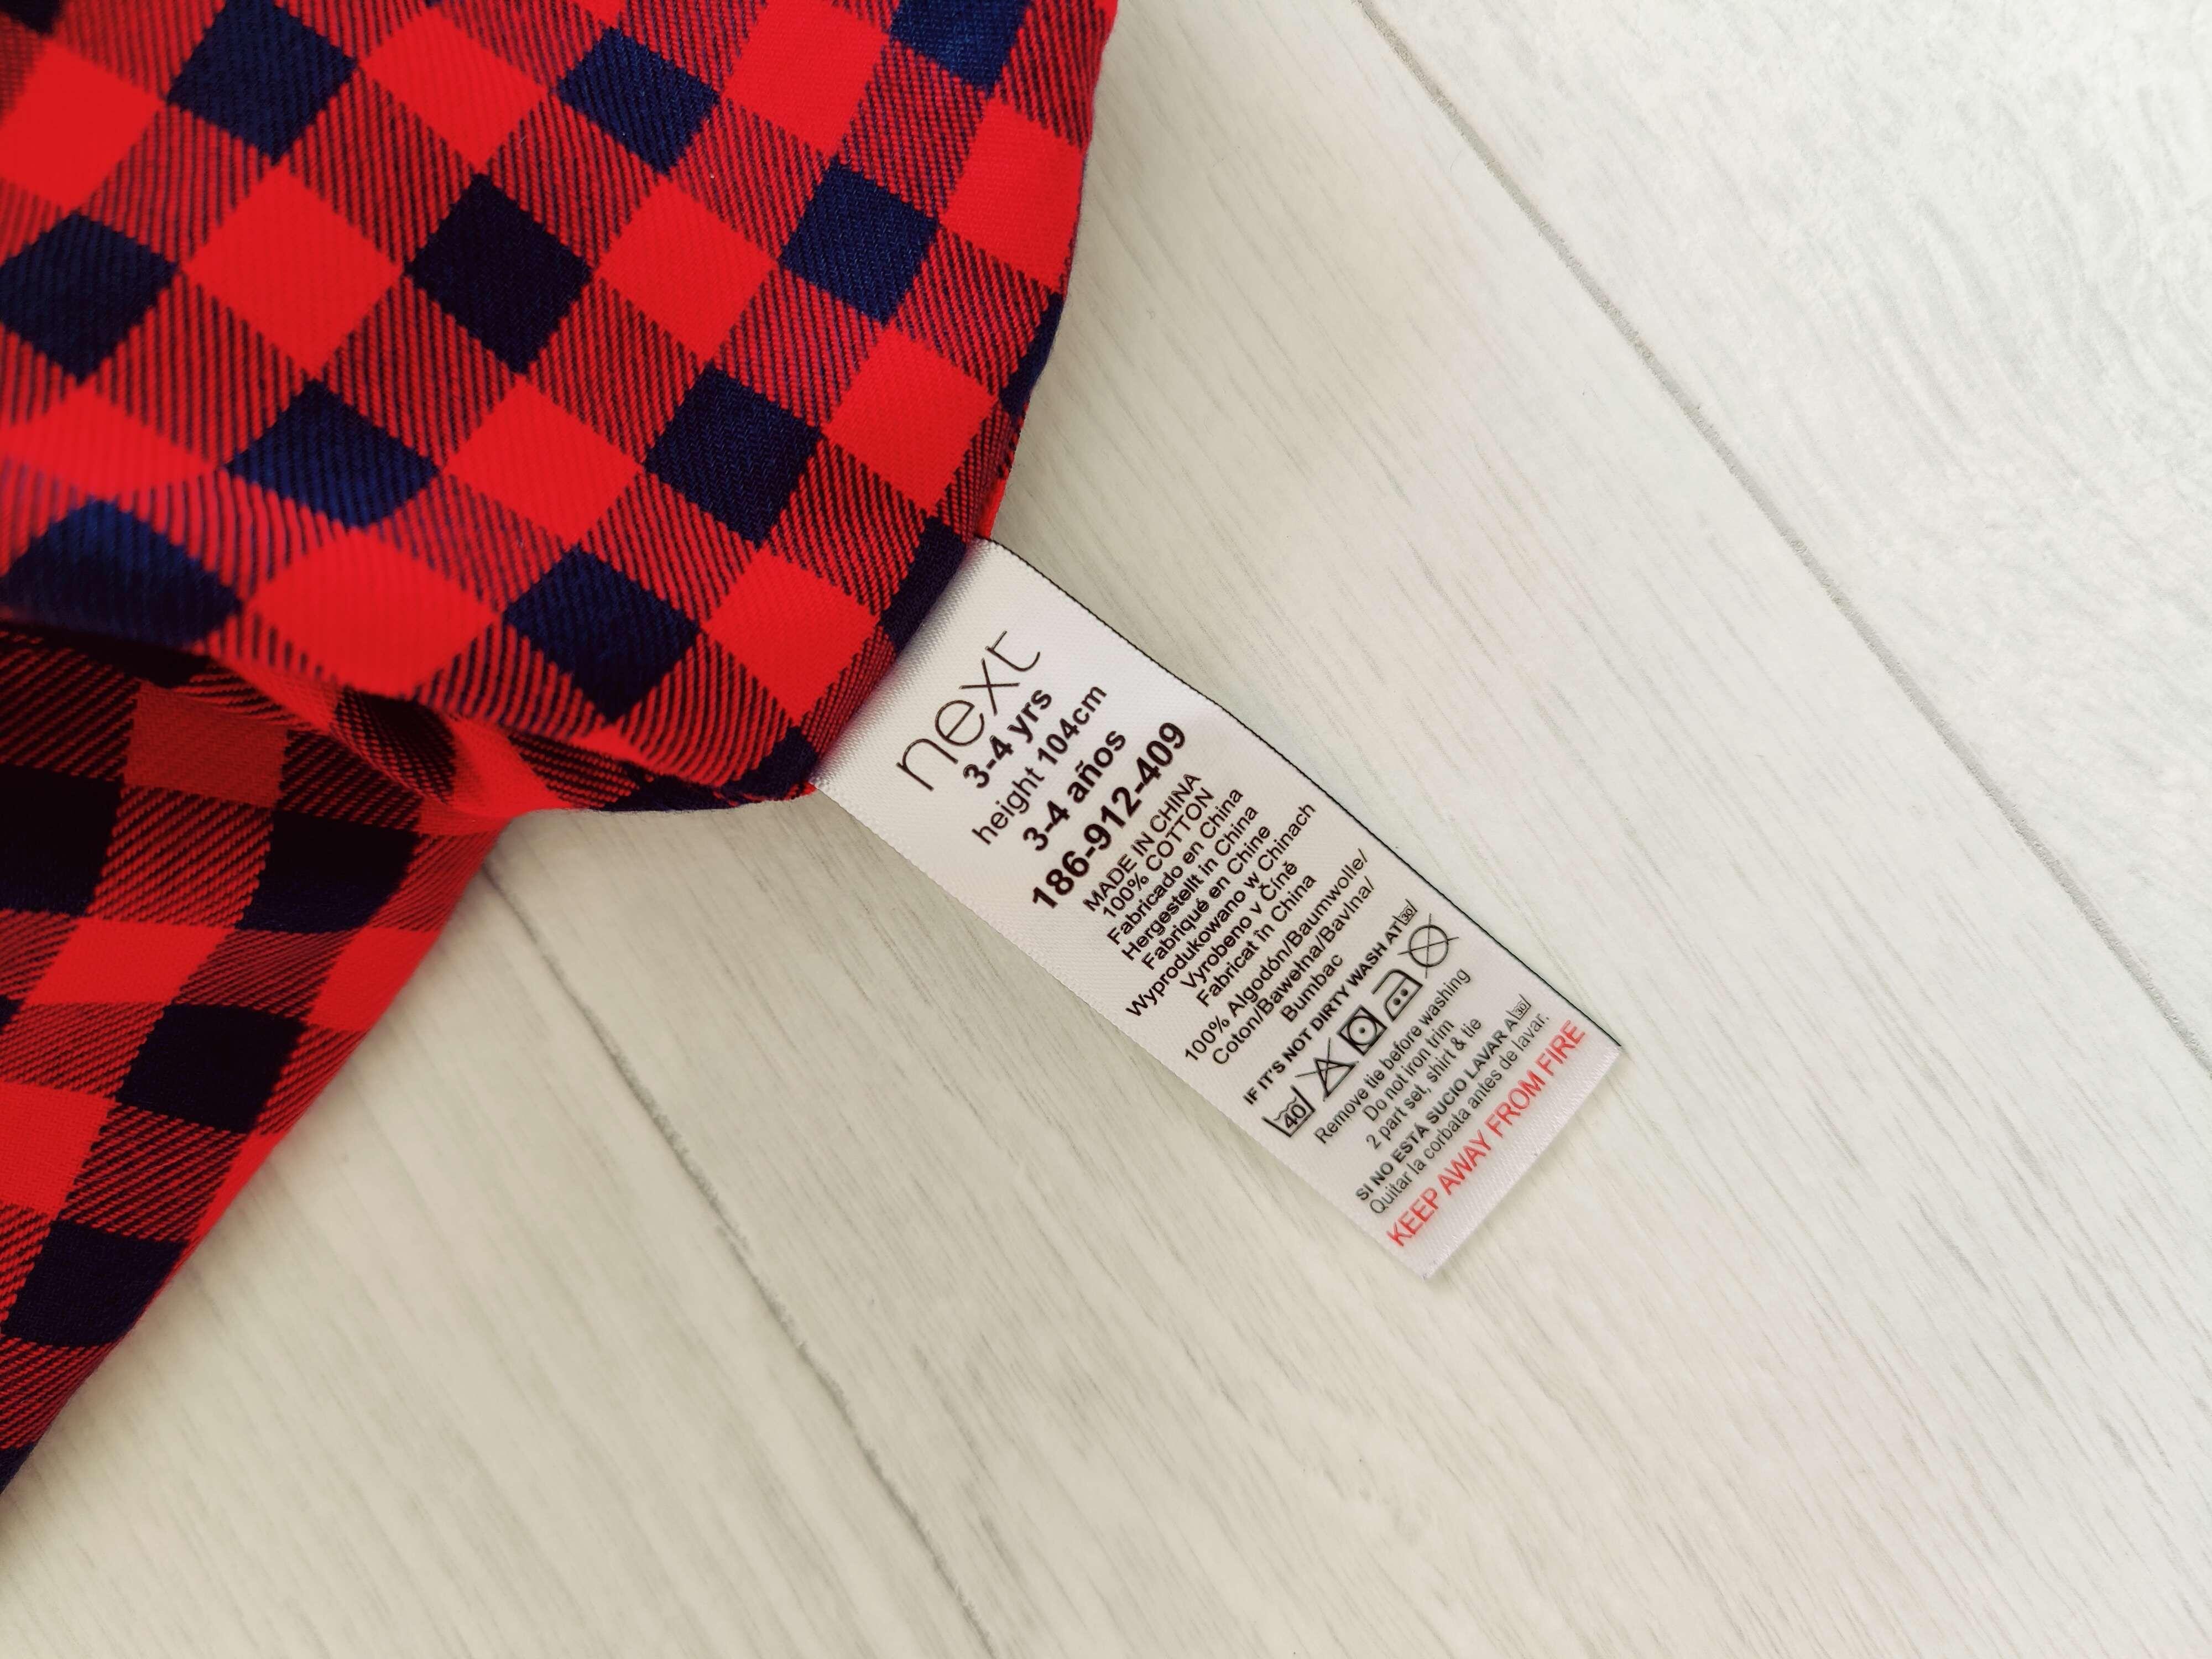 next
3-4 yrs
height 104cm
3-4 años
186-912-409
MADE IN CHINA
100% COTTON
Fabricado en China
Hergestellt in China
Fabriqué en Chine
Wyprodukowano w Chinach
Vyrobeno v Číně
Fabricat în China
100% Algodón/Baumwolle/
Coton/Bawełna/Bavlna/
Bumbac
IF IT'S NOT DIRTY WASH AT 30
40
Remove tie before washing
Do not iron trim
2 part set, shirt & tie
SI NO ESTÁ SUCIO LAVAR A 30
Quitar la corbata antes de lavar.
KEEP AWAY FROM FIRE